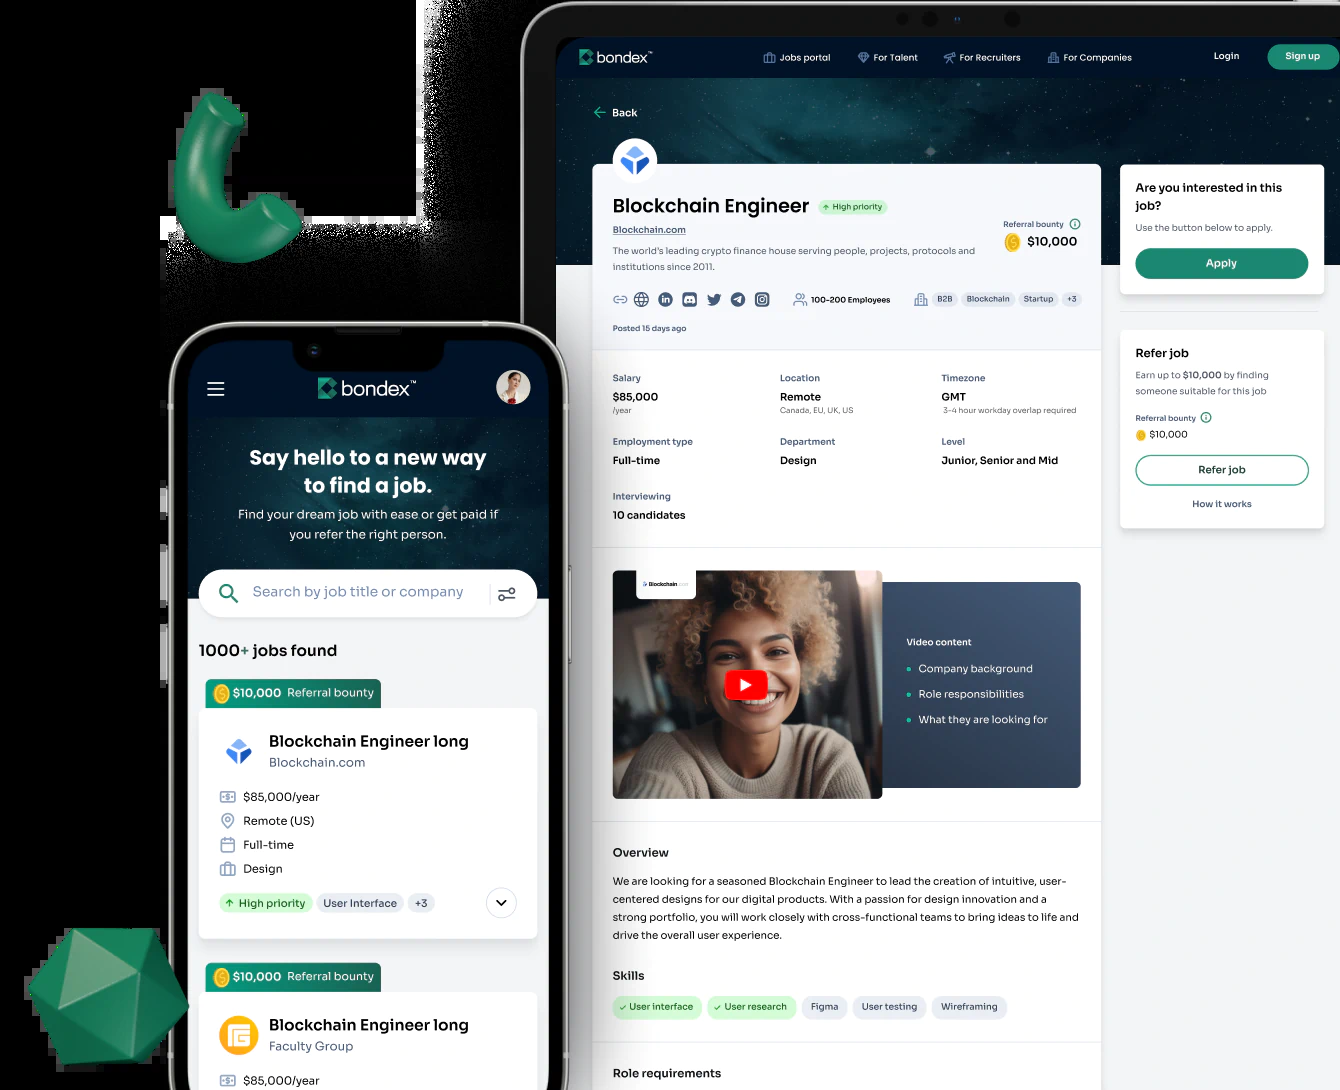 bondex™
Jobs portal
For Talent
For Recruiters
For Companies
Login
Sign up
Back
Blockchain Engineer
High priority
Blockchain.com
The world's leading crypto finance house serving people, projects, protocols and
institutions since 2011.
Referral bounty
$10,000
100-200 Employees
B2B
Blockchain
Startup
+3
Posted 15 days ago
Salary
$85,000
/year
Location
Remote
Canada, EU, UK, US
Timezone
GMT
3-4 hour workday overlap required
Employment type
Full-time
Department
Design
Level
Junior, Senior and Mid
Interviewing
10 candidates
Blockchain.com
Video content
Company background
Role responsibilities
What they are looking for
Overview
We are looking for a seasoned Blockchain Engineer to lead the creation of intuitive, user-
centered designs for our digital products. With a passion for design innovation and a
strong portfolio, you will work closely with cross-functional teams to bring ideas to life and
drive the overall user experience.
Skills
User interface
User research
Figma
User testing
Wireframing
Role requirements
Are you interested in this
job?
Use the button below to apply.
Apply
Refer job
Earn up to $10,000 by finding
someone suitable for this job
Referral bounty
$10,000
Refer job
How it works
bondex™
Say hello to a new way
to find a job.
Find your dream job with ease or get paid if
you refer the right person.
Search by job title or company
1000+ jobs found
$10,000 Referral bounty
Blockchain Engineer long
Blockchain.com
$85,000/year
Remote (US)
Full-time
Design
High priority
User Interface
+3
$10,000 Referral bounty
Blockchain Engineer long
Faculty Group
$85,000/year